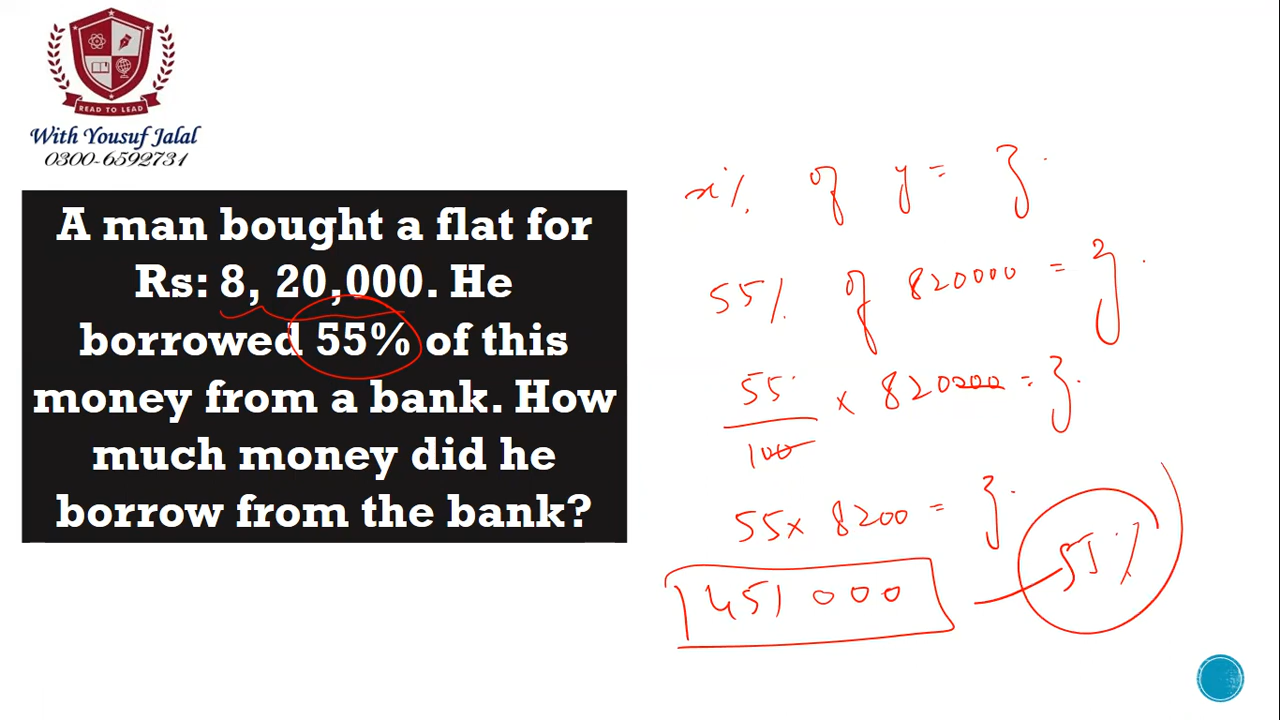 READ TO LEAD
With Yousuf Jalal
0300-6592731
A man bought a flat for
Rs: 8, 20,000. He
borrowed 55% of this
money from a bank. How
much money did he
borrow from the bank?
x% of y = z.
55% of 820000 = z.
55
100
× 820000 = z.
55 × 8200 = z.
451000
55%